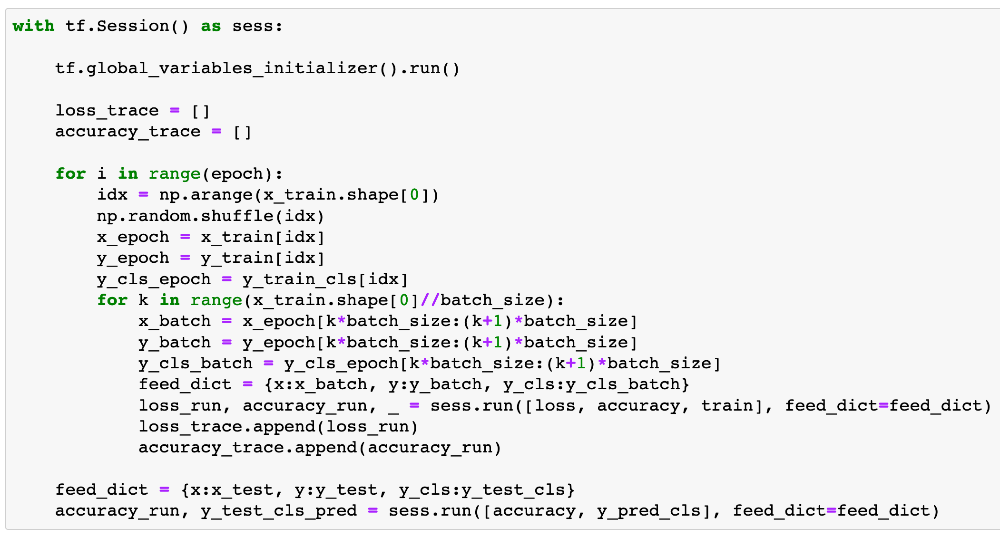 with tf.Session() as sess:
    tf.global_variables_initializer().run()
    loss_trace = []
    accuracy_trace = []
    for i in range(epoch):
        idx = np.arange(x_train.shape[0])
        np.random.shuffle(idx)
        x_epoch = x_train[idx]
        y_epoch = y_train[idx]
        y_cls_epoch = y_train_cls[idx]
        for k in range(x_train.shape[0]//batch_size):
            x_batch = x_epoch[k*batch_size:(k+1)*batch_size]
            y_batch = y_epoch[k*batch_size:(k+1)*batch_size]
            y_cls_batch = y_cls_epoch[k*batch_size:(k+1)*batch_size]
            feed_dict = {x:x_batch, y:y_batch, y_cls:y_cls_batch}
            loss_run, accuracy_run, _ = sess.run([loss, accuracy, train], feed_dict=feed_dict)
            loss_trace.append(loss_run)
            accuracy_trace.append(accuracy_run)
    feed_dict = {x:x_test, y:y_test, y_cls:y_test_cls}
    accuracy_run, y_test_cls_pred = sess.run([accuracy, y_pred_cls], feed_dict=feed_dict)